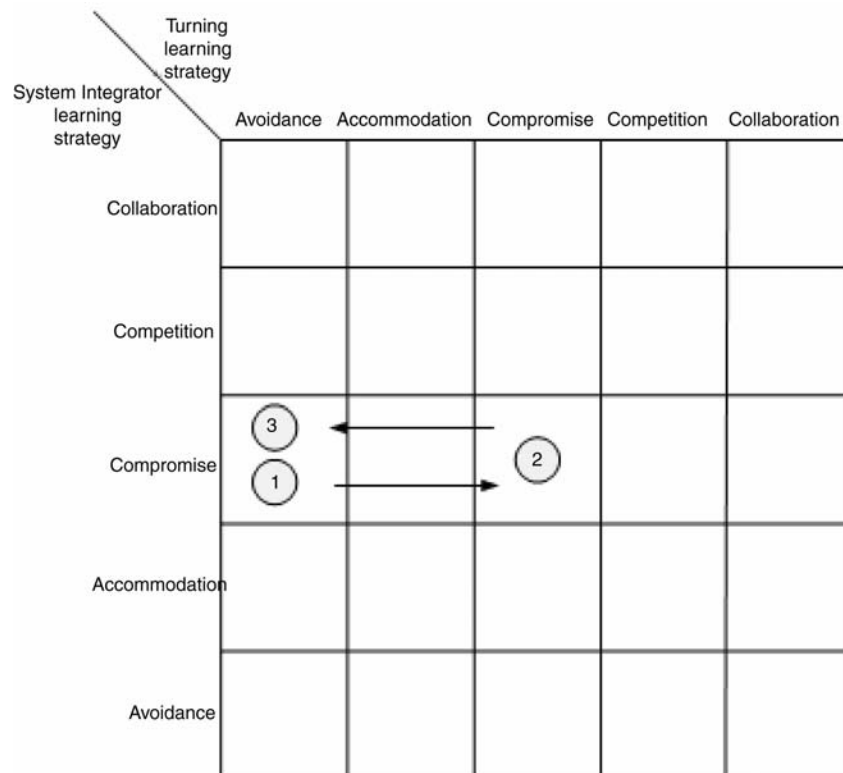 Turning
learning
strategy
System Integrator
learning
strategy
Avoidance Accommodation Compromise Competition Collaboration
Collaboration
Competition
3
Compromise
2
1
Accommodation
Avoidance